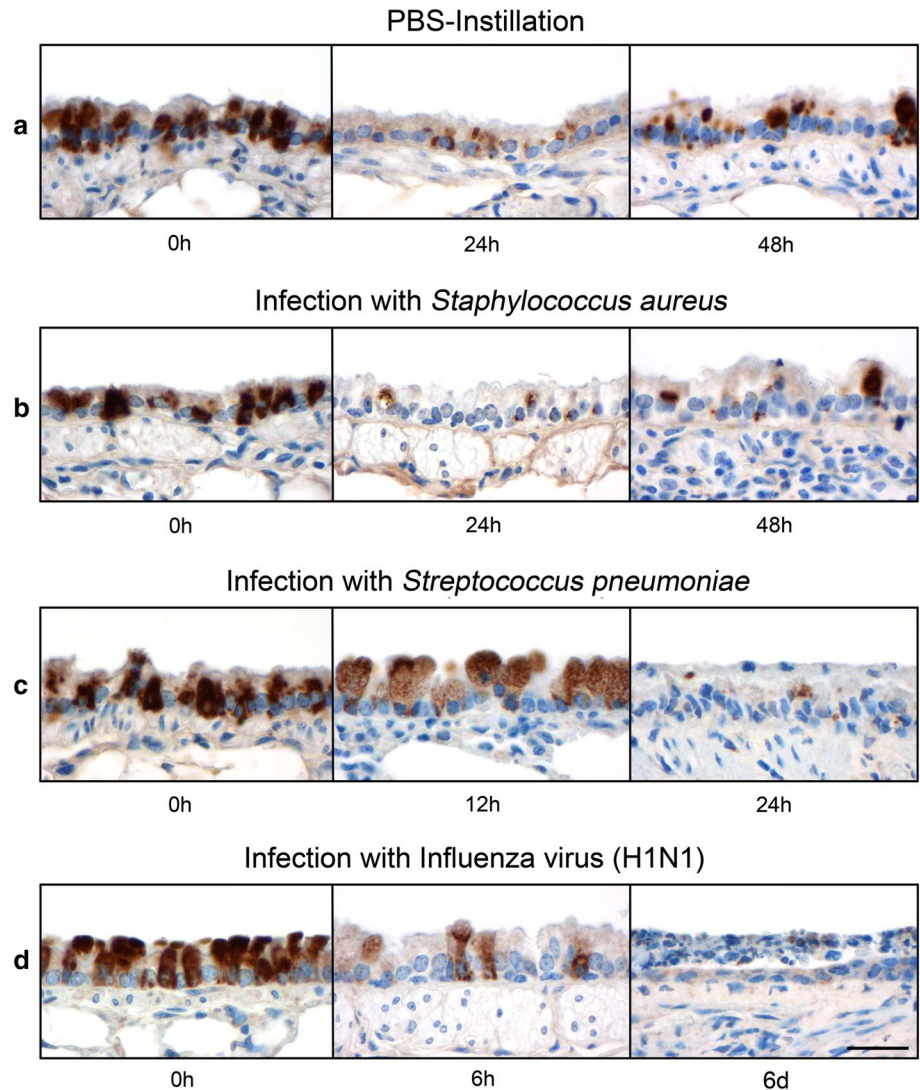 PBS-Instillation
a
0h 24h 48h
Infection with Staphylococcus aureus
b
0h 24h 48h
Infection with Streptococcus pneumoniae
c
0h 12h 24h
Infection with Influenza virus (H1N1)
d
0h 6h 6d